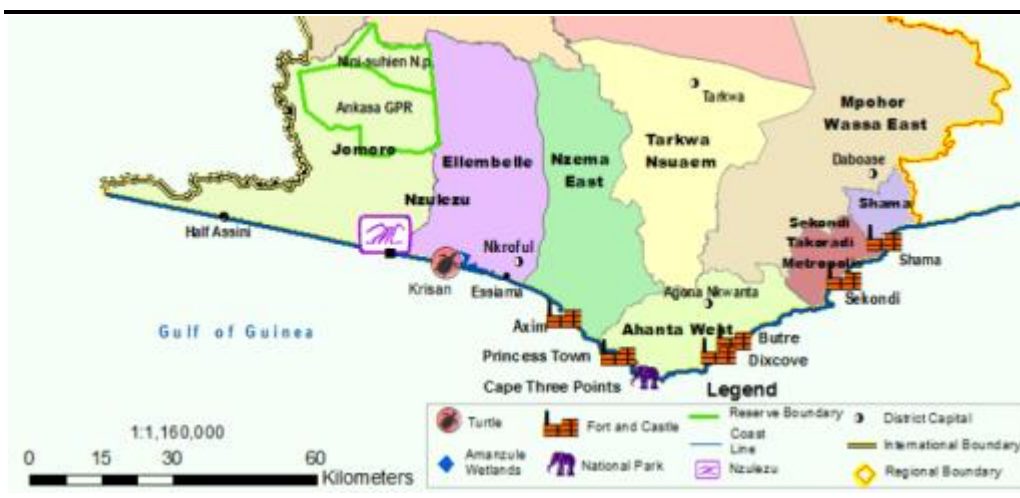 Nini-suhien N.p.
Ankasa GPR
Jomoro
Ellembelle
Nzema
East
Tarkwa
Tarkwa
Nsuaem
Mpohor
Wassa East
Daboase
Shama
Sekondi
Takoradi
Metropolis
Shama
Sekondi
Nzulezu
Half Assini
Nkroful
Krisan
Essiama
Agona Nkwanta
Axim
Ahanta West
Butre
Dixcove
Princess Town
Cape Three Points
Gulf of Guinea
Legend
Turtle
Fort and Castle
Reserve Boundary
District Capital
Amanzule
Wetlands
National Park
Coast
Line
Nzulezu
International Boundary
Regional Boundary
1:1,160,000
0 15 30 60
Kilometers